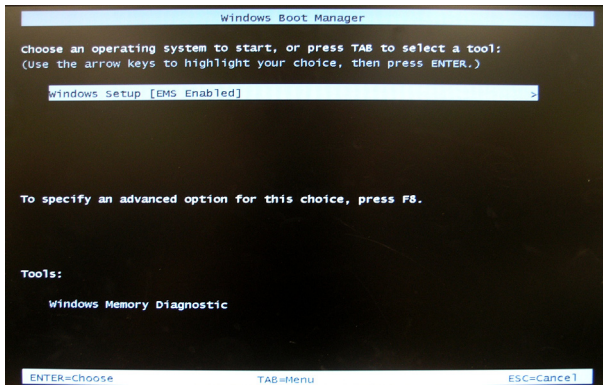 Windows Boot Manager
Choose an operating system to start, or press TAB to select a tool:
(Use the arrow keys to highlight your choice, then press ENTER.)
Windows Setup [EMS Enabled] >
To specify an advanced option for this choice, press F8.
Tools:
Windows Memory Diagnostic
ENTER=Choose TAB=Menu ESC=Cancel